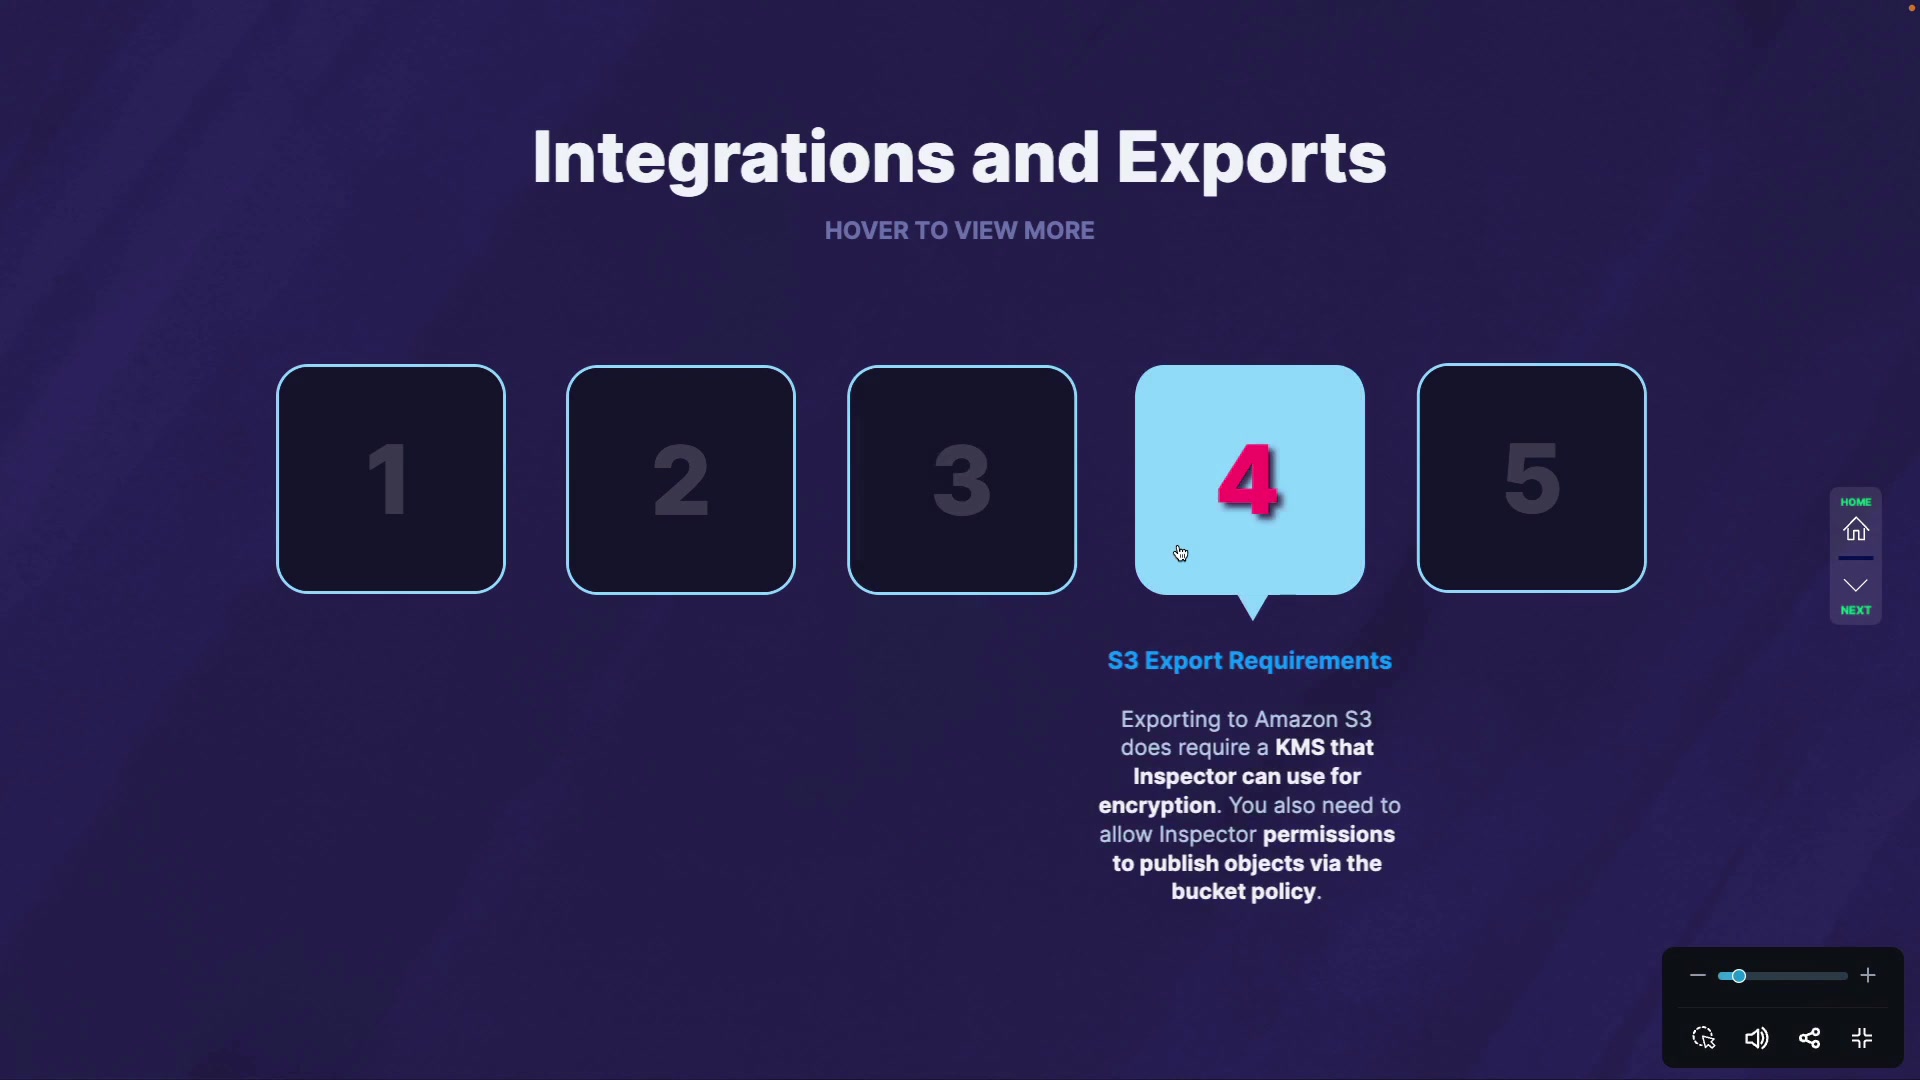 Integrations and Exports
HOVER TO VIEW MORE
1
2
3
4
5
HOME
NEXT
S3 Export Requirements
Exporting to Amazon S3
does require a KMS that
Inspector can use for
encryption. You also need to
allow Inspector permissions
to publish objects via the
bucket policy.